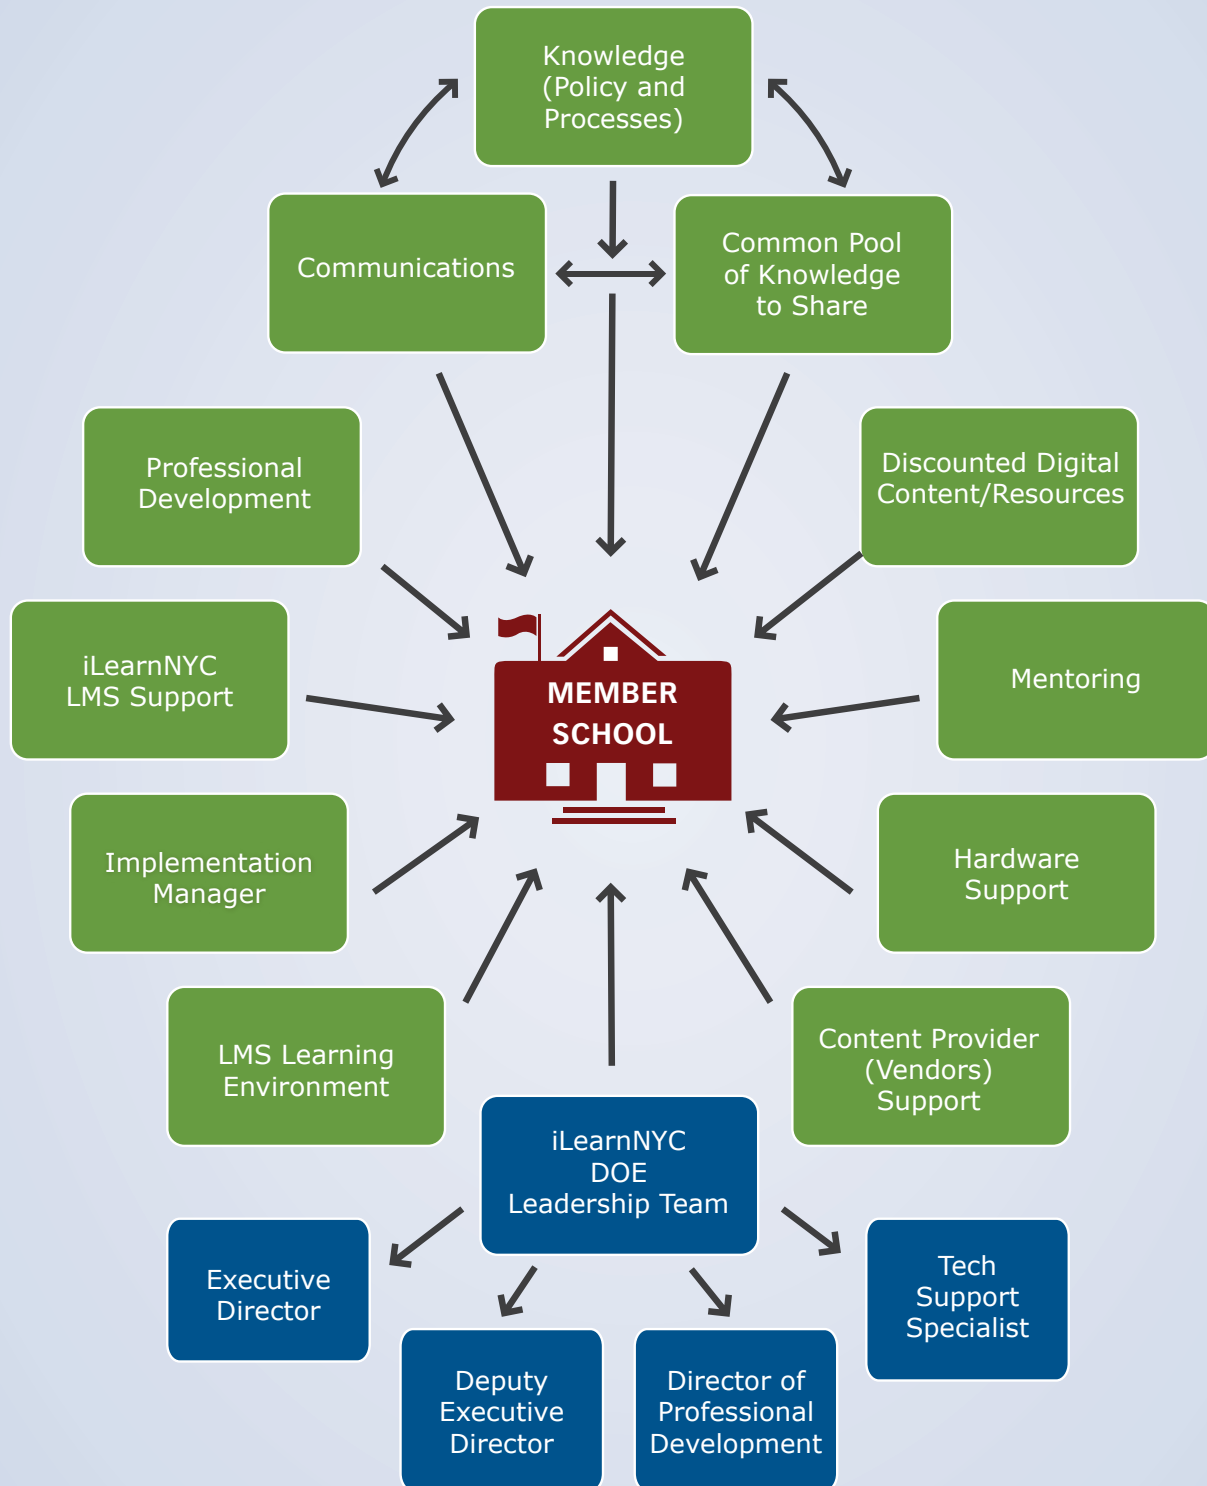 Knowledge
(Policy and
Processes)
Communications
Common Pool
of Knowledge
to Share
Professional
Development
Discounted Digital
Content/Resources
iLearnNYC
LMS Support
MEMBER
SCHOOL
Mentoring
Implementation
Manager
Hardware
Support
LMS Learning
Environment
Content Provider
(Vendors)
Support
iLearnNYC
DOE
Leadership Team
Executive
Director
Deputy
Executive
Director
Director of
Professional
Development
Tech
Support
Specialist